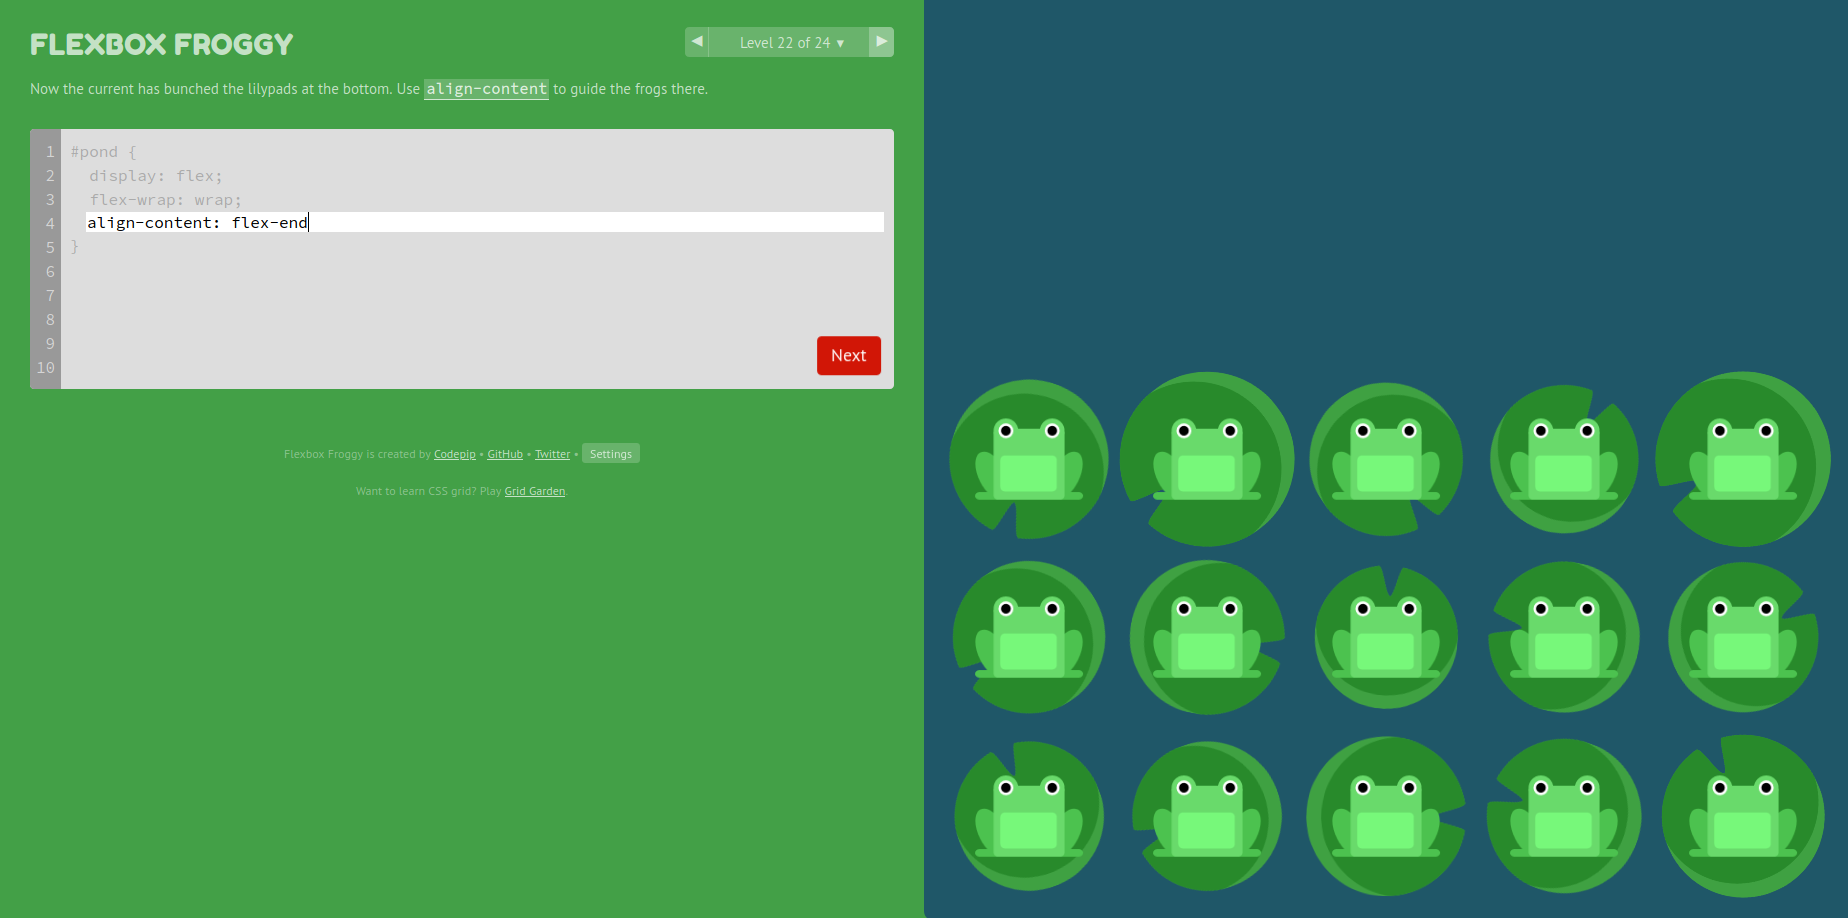 FLEXBOX FROGGY
◀ Level 22 of 24 ▼ ▶
Now the current has bunched the lilypads at the bottom. Use align-content to guide the frogs there.
1 #pond {
2 display: flex;
3 flex-wrap: wrap;
4 align-content: flex-end
5 }
6
7
8
9
10
Next
Flexbox Froggy is created by Codepip • GitHub • Twitter • Settings
Want to learn CSS grid? Play Grid Garden.